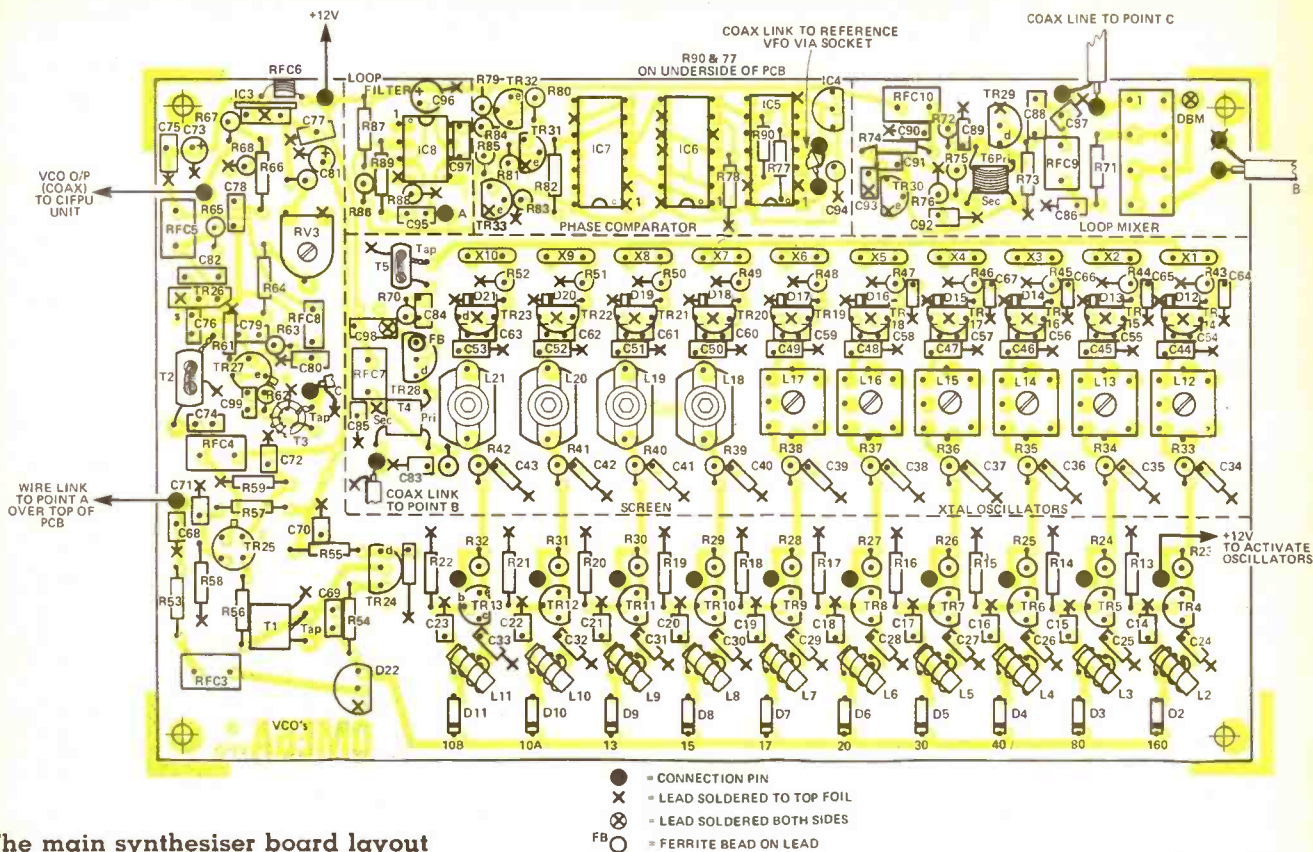 +12V
COAX LINE TO POINT C
COAX LINK TO REFERENCE
VFO VIA SOCKET
R90 & 77
ON UNDERSIDE OF PCB
RFC6
LOOP
FILTER
IC3
C96
R79
TR32
R80
IC4
IC5
RFC10
TR29
C88
C87
DBM
R67
C77
R87
R84
C75
C73
R68
R66
C81
R89
IC8
C97
R85
TR31
IC7
IC6
R90
R77
R74
C90
R72
C89
C91
R75
T6Pr
RFC9
R71
VCO O/P
(COAX)
TO CIFPU
UNIT
C78
R65
R86
R88
C95
A
R81
R82
TR33
R83
R78
C94
C93
TR30
R76
C92
Sec
R73
C86
B
RFC5
RV3
PHASE COMPARATOR
LOOP MIXER
C82
TR26
R64
T5
Tap
X10
X9
X8
X7
X6
X5
X4
X3
X2
X1
R52
R51
R50
R49
R48
R47
R46
C67
R45
C66
R44
C65
R43
C64
R70
C84
D21
D20
D19
D18
D17
D16
D15
D14
D13
D12
C76
R61
C79
R63
RFC8
C98
TR23
TR22
TR21
TR20
TR19
C63
C62
C61
C60
C59
C58
C57
C56
C55
C54
C80
FB
C53
C52
C51
C50
C49
C48
C47
C46
C45
C44
T2
TR27
RFC7
TR28
L21
L20
L19
L18
L17
L16
L15
L14
L13
L12
C99
R62
C
Tap
T3
C74
C85
T4
Sec
Pri
RFC4
C72
R42
R41
R40
R39
R38
R37
R36
R35
R34
R33
C83
C43
C42
C41
C40
C39
C38
C37
C36
C35
C34
R59
WIRE LINK
TO POINT A
OVER TOP OF
PCB
C71
COAX LINK
TO POINT B
SCREEN
XTAL OSCILLATORS
C68
R57
TR25
C70
R55
+12V
TO ACTIVATE
OSCILLATORS
R32
R31
R30
R29
R28
R27
R26
R25
R24
R23
R22
R21
R20
R19
R18
R17
R16
R15
R14
R13
R53
R58
R56
T1
Tap
C69
R54
TR24
TR13
TR12
TR11
TR10
TR9
TR8
TR7
TR6
TR5
TR4
C23
C22
C21
C20
C19
C18
C17
C16
C15
C14
C33
C32
C31
C30
C29
C28
C27
C26
C25
C24
RFC3
D22
L11
L10
L9
L8
L7
L6
L5
L4
L3
L2
VCO's
OMEGA
D11
D10
D9
D8
D7
D6
D5
D4
D3
D2
10B
10A
13
15
17
20
30
40
80
160
= CONNECTION PIN
= LEAD SOLDERED TO TOP FOIL
= LEAD SOLDERED BOTH SIDES
FB = FERRITE BEAD ON LEAD
The main synthesiser board layout